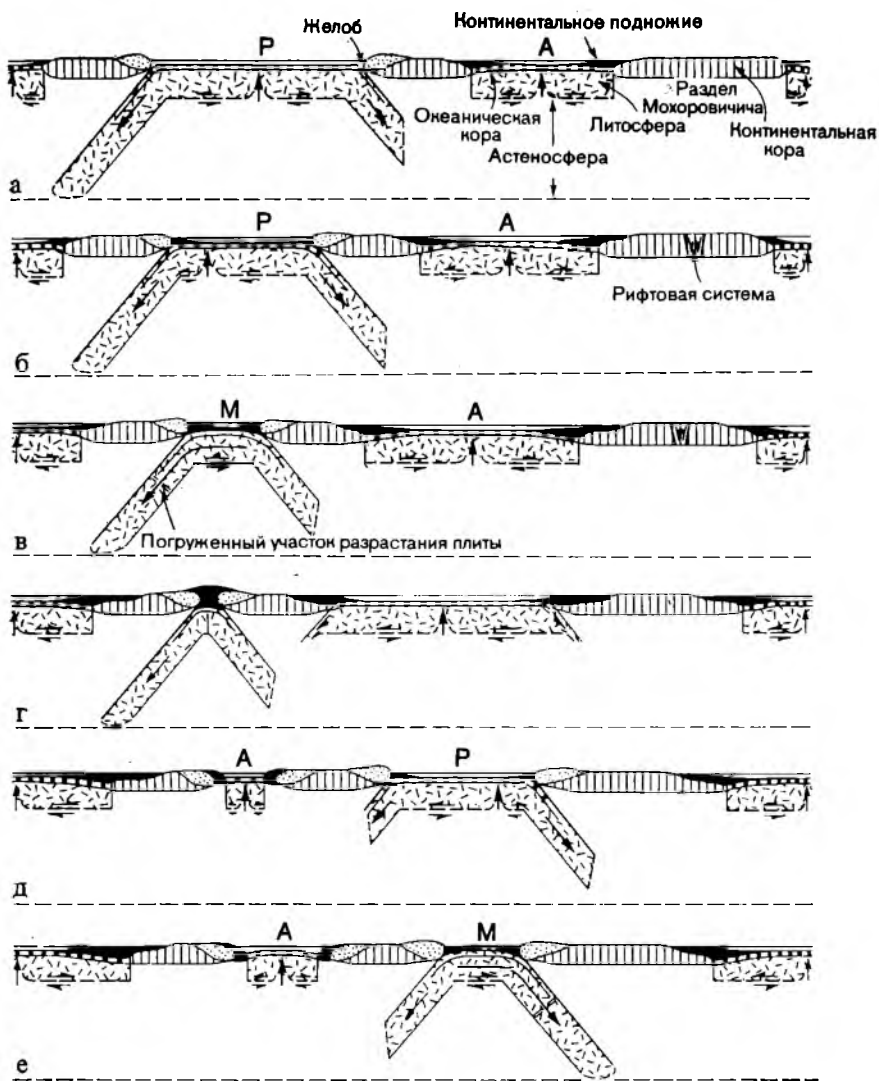 Желоб
Континентальное подножие
P
A
Океаническая
кора
Раздел
Мохоровичича
Литосфера
Континентальная
кора
Астеносфера
а
P
A
Рифтовая система
б
M
A
Погруженный участок разрастания плиты
в
г
A
P
д
A
M
е